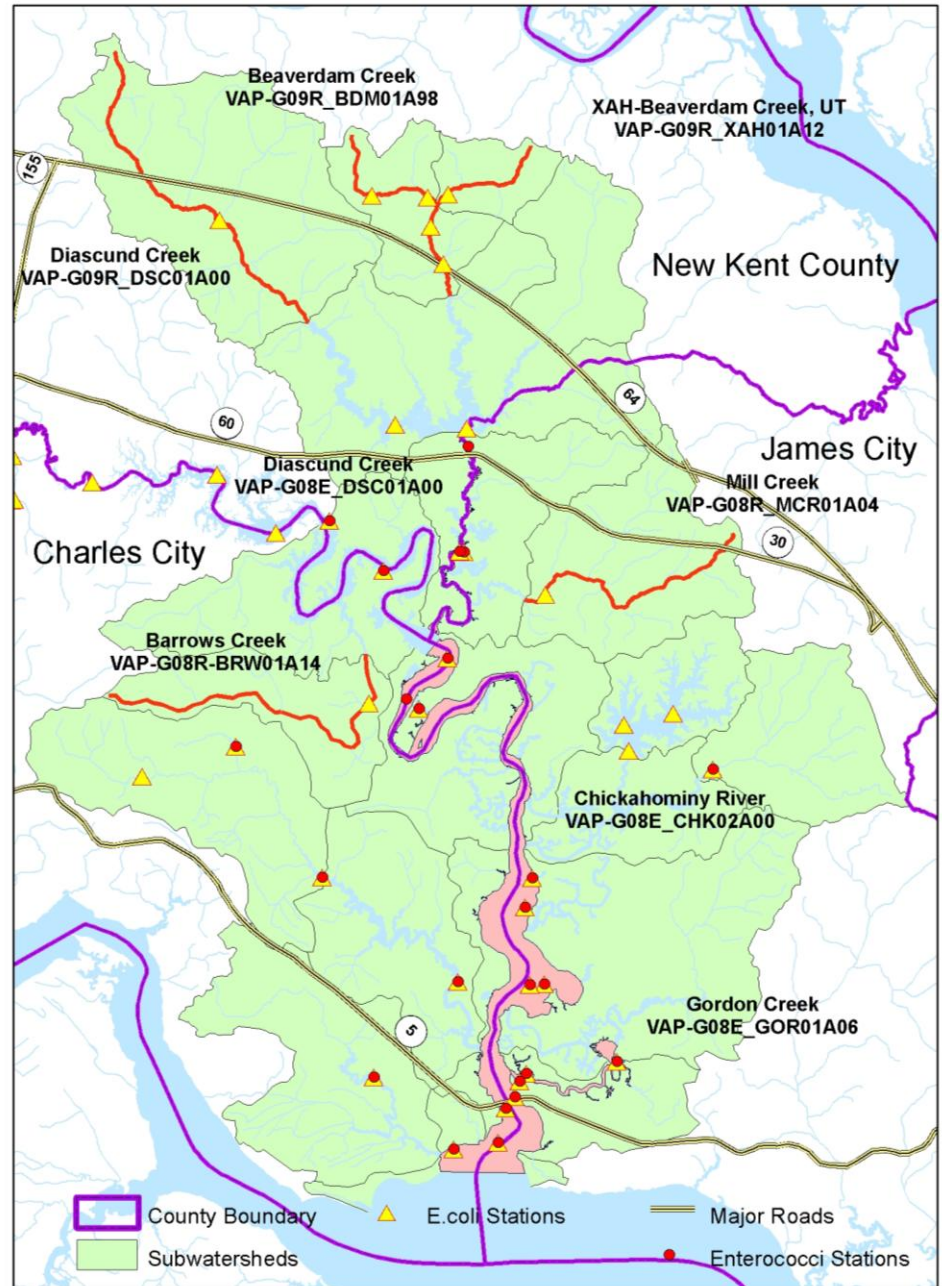 Beaverdam Creek
VAP-G09R_BDM01A98
XAH-Beaverdam Creek, UT
VAP-G09R_XAH01A12
155
Diascund Creek
VAP-G09R_DSC01A00
New Kent County
64
60
James City
Diascund Creek
VAP-G08E_DSC01A00
Mill Creek
VAP-G08R_MCR01A04
30
Charles City
Barrows Creek
VAP-G08R-BRW01A14
Chickahominy River
VAP-G08E_CHK02A00
Gordon Creek
VAP-G08E_GOR01A06
5
County Boundary
E.coli Stations
Major Roads
Subwatersheds
Enterococci Stations